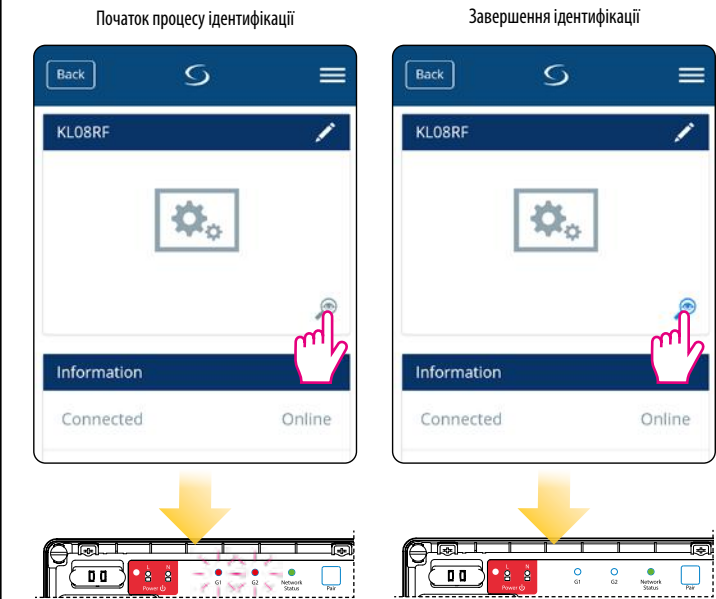 Початок процесу ідентифікації
Завершення ідентифікації
Back
KL08RF
Information
Connected Online
Back
KL08RF
Information
Connected Online
L N
Power
G1
G2
Network
Status
Pair
L N
Power
G1
G2
Network
Status
Pair